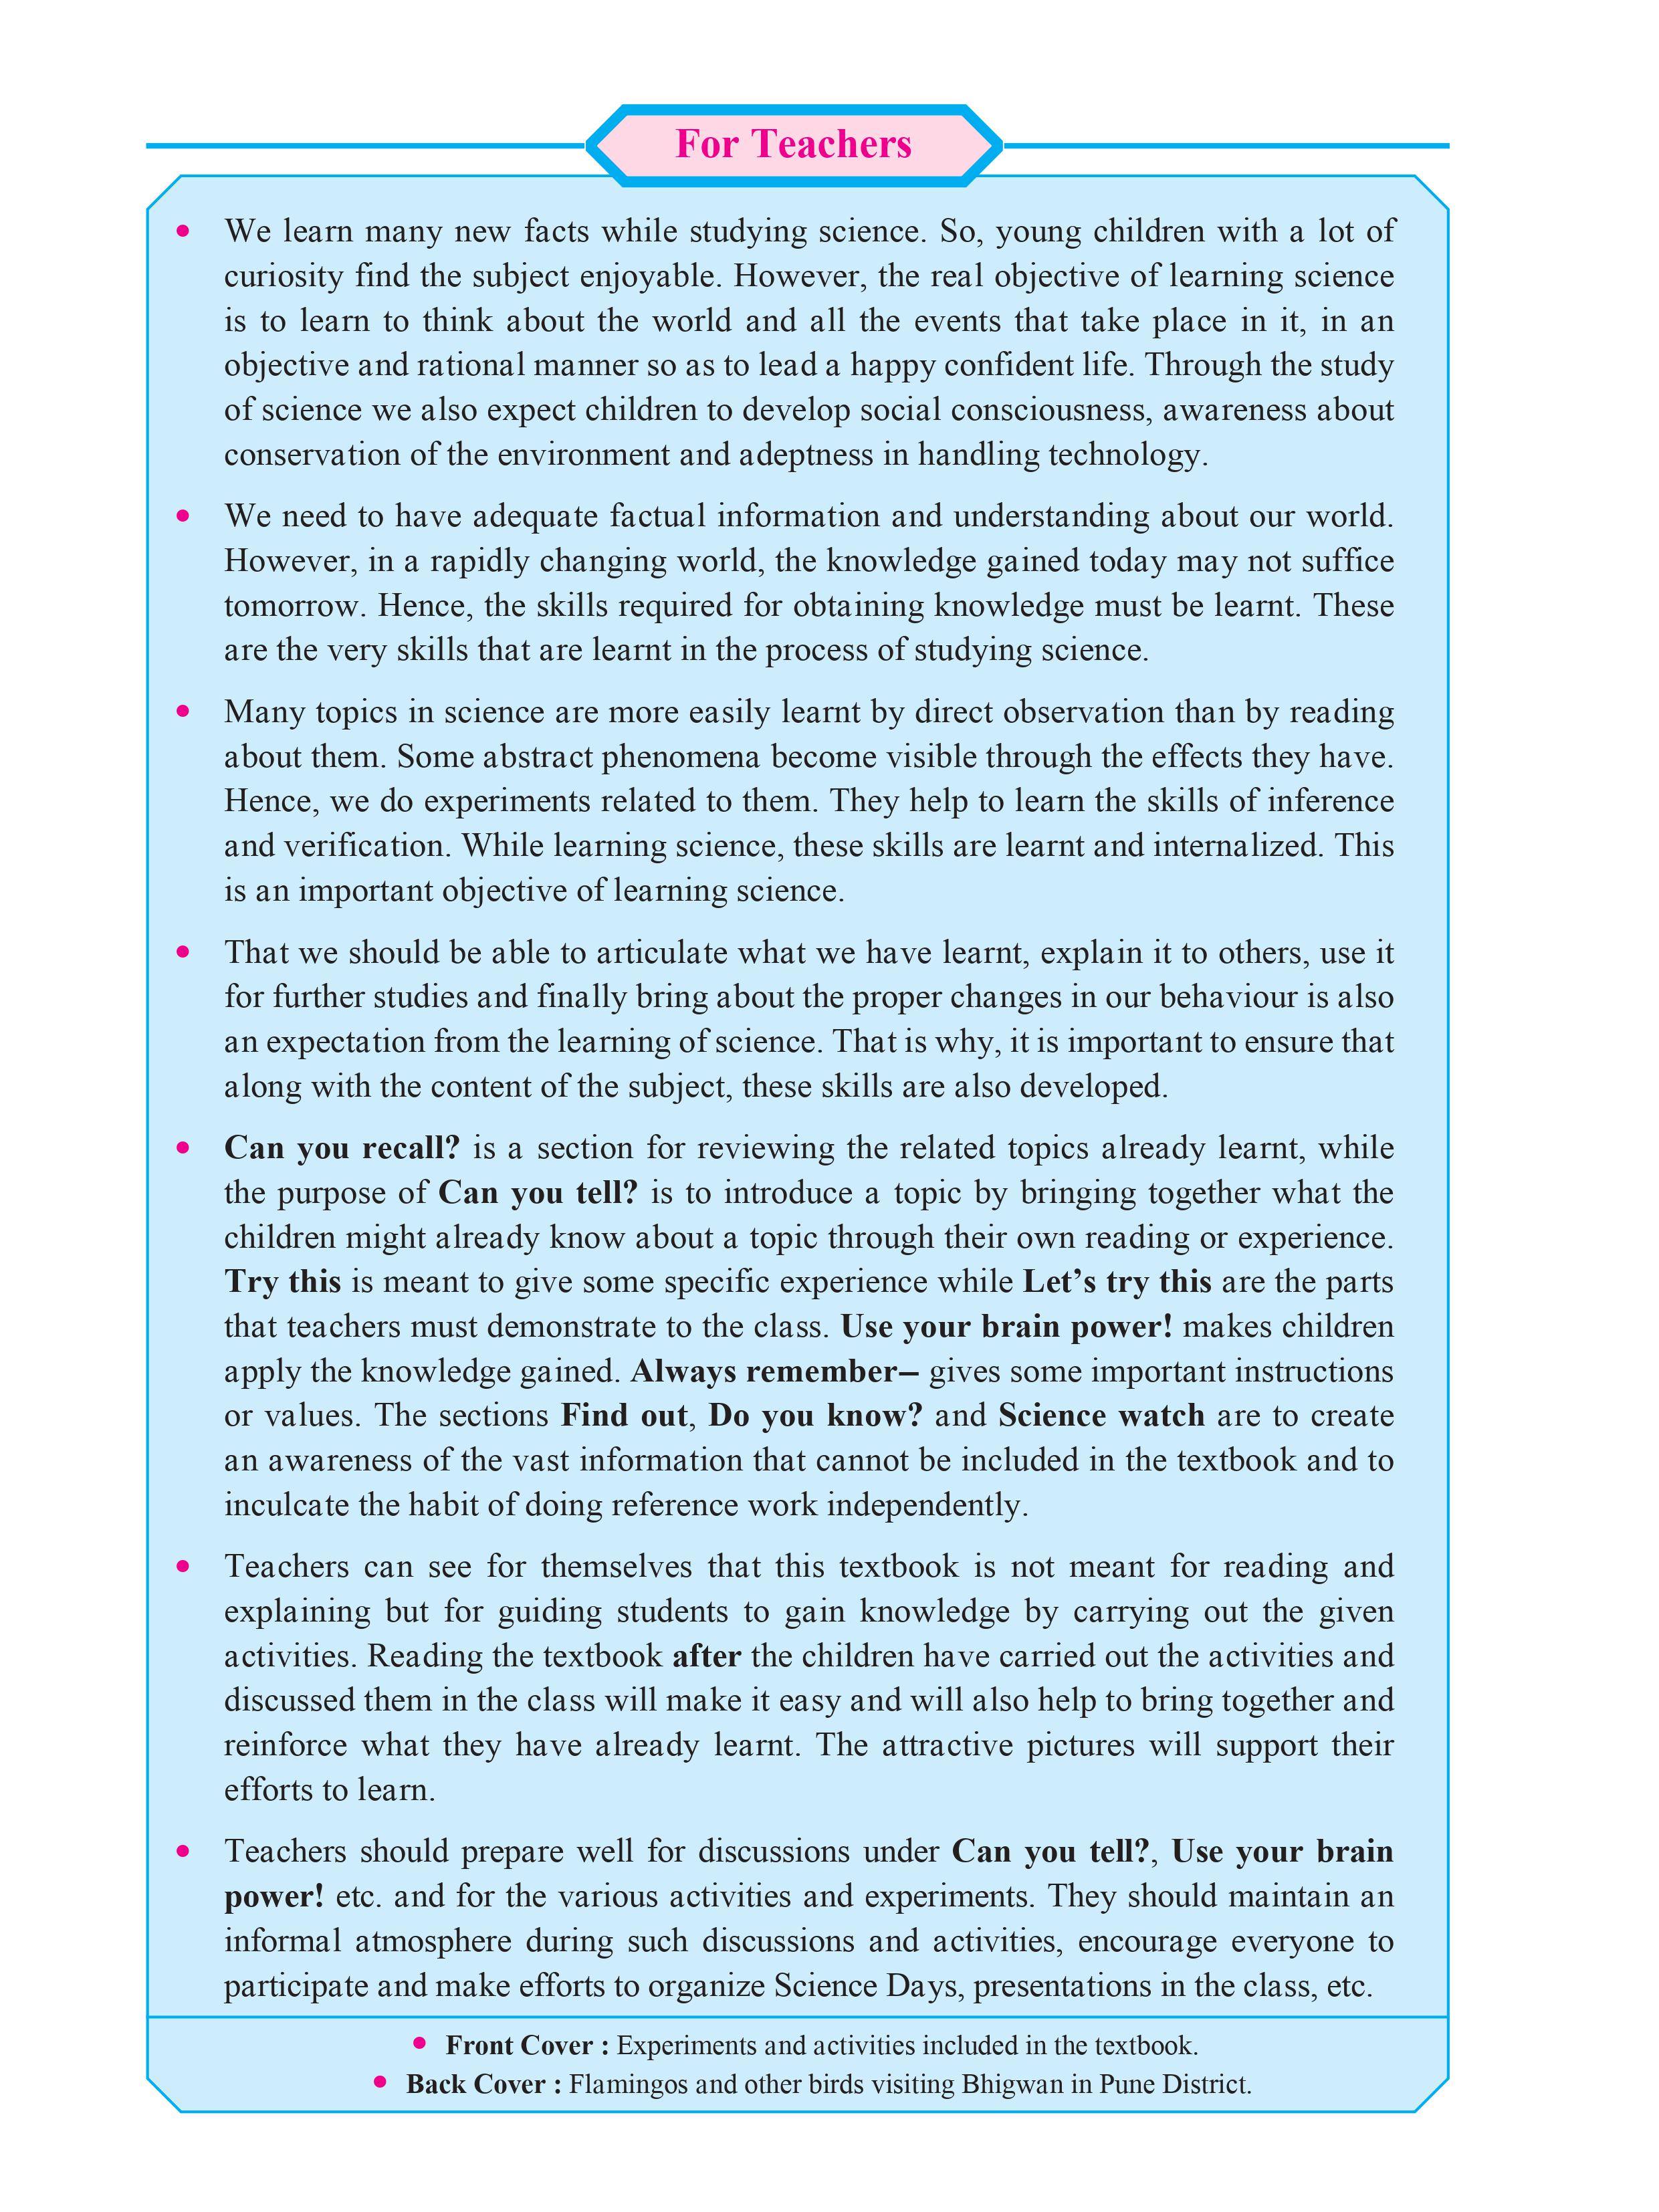 For Teachers
• We learn many new facts while studying science. So, young children with a lot of
curiosity find the subject enjoyable. However, the real objective of learning science
is to learn to think about the world and all the events that take place in it, in an
objective and rational manner so as to lead a happy confident life. Through the study
of science we also expect children to develop social consciousness, awareness about
conservation of the environment and adeptness in handling technology.
• We need to have adequate factual information and understanding about our world.
However, in a rapidly changing world, the knowledge gained today may not suffice
tomorrow. Hence, the skills required for obtaining knowledge must be learnt. These
are the very skills that are learnt in the process of studying science.
• Many topics in science are more easily learnt by direct observation than by reading
about them. Some abstract phenomena become visible through the effects they have.
Hence, we do experiments related to them. They help to learn the skills of inference
and verification. While learning science, these skills are learnt and internalized. This
is an important objective of learning science.
• That we should be able to articulate what we have learnt, explain it to others, use it
for further studies and finally bring about the proper changes in our behaviour is also
an expectation from the learning of science. That is why, it is important to ensure that
along with the content of the subject, these skills are also developed.
• Can you recall? is a section for reviewing the related topics already learnt, while
the purpose of Can you tell? is to introduce a topic by bringing together what the
children might already know about a topic through their own reading or experience.
Try this is meant to give some specific experience while Let’s try this are the parts
that teachers must demonstrate to the class. Use your brain power! makes children
apply the knowledge gained. Always remember– gives some important instructions
or values. The sections Find out, Do you know? and Science watch are to create
an awareness of the vast information that cannot be included in the textbook and to
inculcate the habit of doing reference work independently.
• Teachers can see for themselves that this textbook is not meant for reading and
explaining but for guiding students to gain knowledge by carrying out the given
activities. Reading the textbook after the children have carried out the activities and
discussed them in the class will make it easy and will also help to bring together and
reinforce what they have already learnt. The attractive pictures will support their
efforts to learn.
• Teachers should prepare well for discussions under Can you tell?, Use your brain
power! etc. and for the various activities and experiments. They should maintain an
informal atmosphere during such discussions and activities, encourage everyone to
participate and make efforts to organize Science Days, presentations in the class, etc.
• Front Cover : Experiments and activities included in the textbook.
• Back Cover : Flamingos and other birds visiting Bhigwan in Pune District.